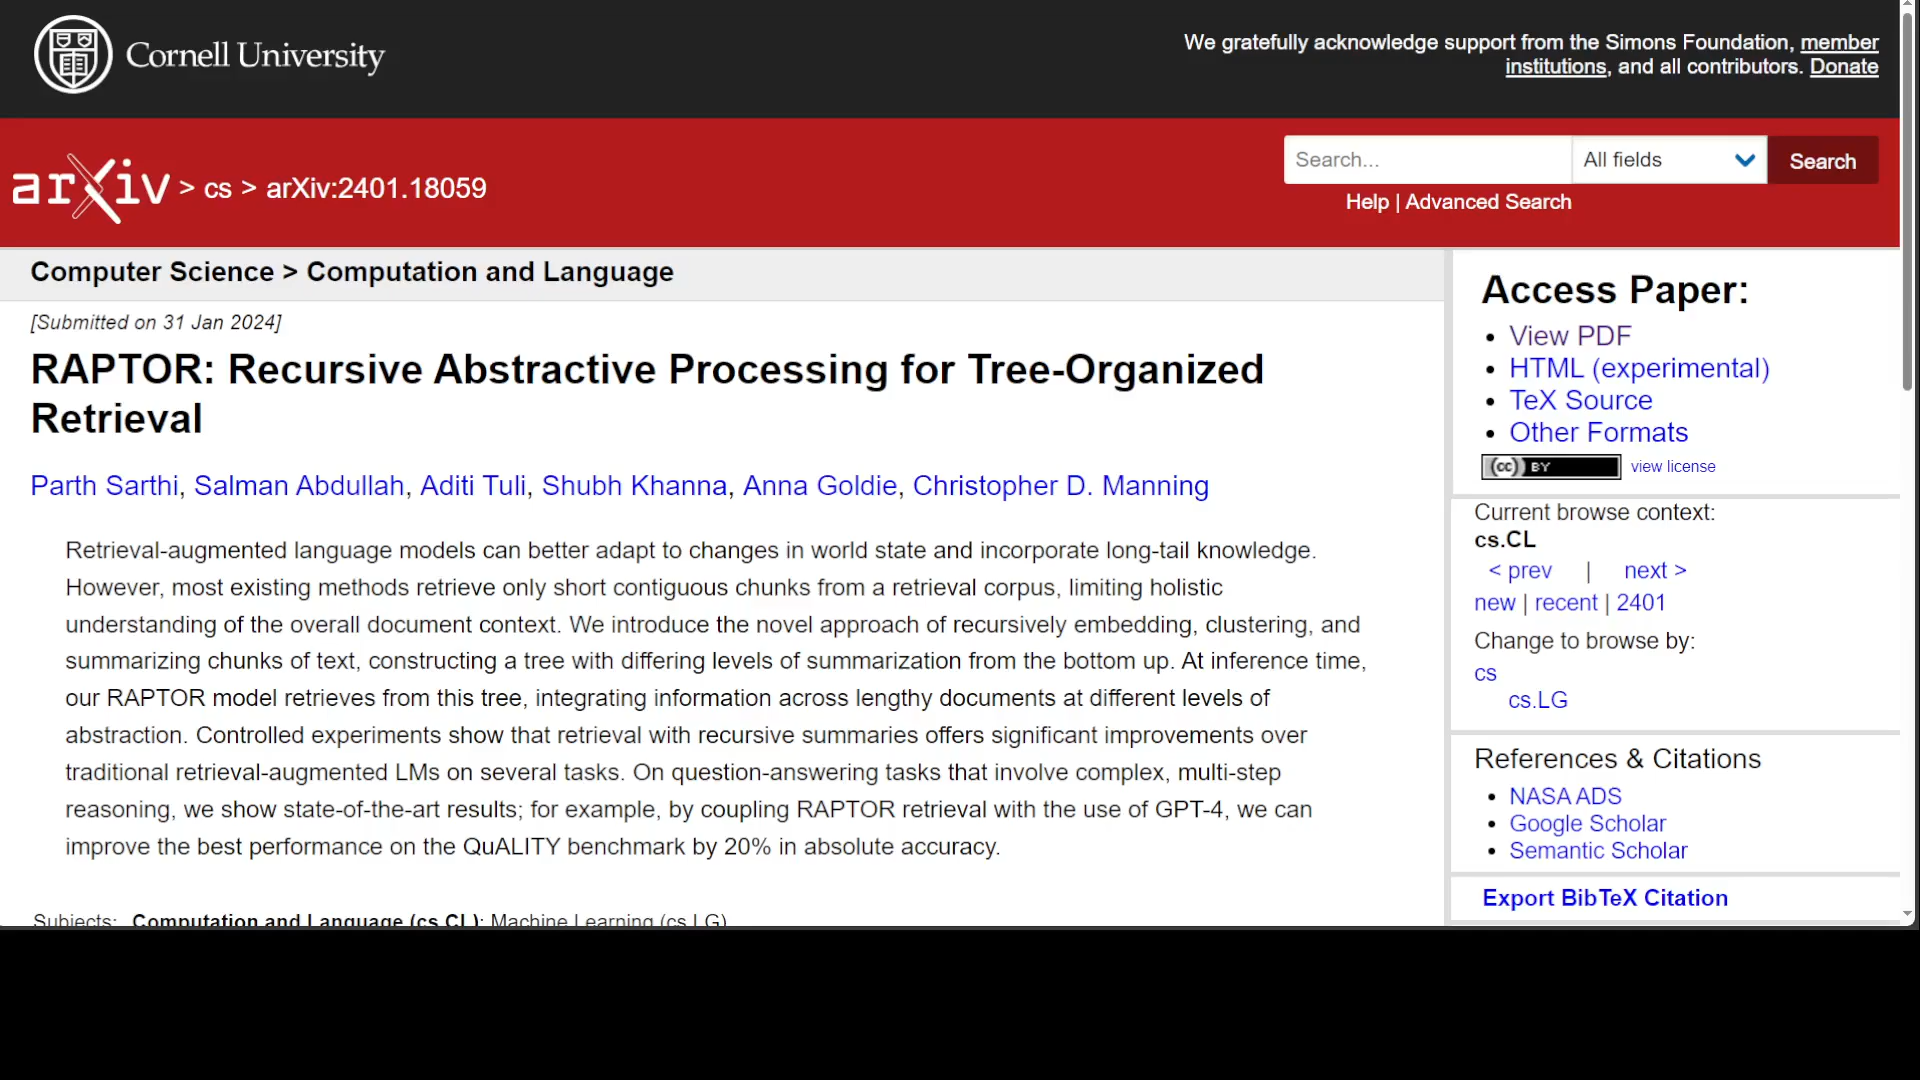 Cornell University
We gratefully acknowledge support from the Simons Foundation, member
institutions, and all contributors. Donate
arXiv > cs > arXiv:2401.18059
Search...
All fields
Search
Help | Advanced Search
Computer Science > Computation and Language
[Submitted on 31 Jan 2024]
RAPTOR: Recursive Abstractive Processing for Tree-Organized
Retrieval
Parth Sarthi, Salman Abdullah, Aditi Tuli, Shubh Khanna, Anna Goldie, Christopher D. Manning
Retrieval-augmented language models can better adapt to changes in world state and incorporate long-tail knowledge.
However, most existing methods retrieve only short contiguous chunks from a retrieval corpus, limiting holistic
understanding of the overall document context. We introduce the novel approach of recursively embedding, clustering, and
summarizing chunks of text, constructing a tree with differing levels of summarization from the bottom up. At inference time,
our RAPTOR model retrieves from this tree, integrating information across lengthy documents at different levels of
abstraction. Controlled experiments show that retrieval with recursive summaries offers significant improvements over
traditional retrieval-augmented LMs on several tasks. On question-answering tasks that involve complex, multi-step
reasoning, we show state-of-the-art results; for example, by coupling RAPTOR retrieval with the use of GPT-4, we can
improve the best performance on the QuALITY benchmark by 20% in absolute accuracy.
Subjects: Computation and Language (cs.CL); Machine Learning (cs.LG)
Access Paper:
View PDF
HTML (experimental)
TeX Source
Other Formats
(cc) BY
view license
Current browse context:
cs.CL
< prev | next >
new | recent | 2401
Change to browse by:
cs
cs.LG
References & Citations
NASA ADS
Google Scholar
Semantic Scholar
Export BibTeX Citation